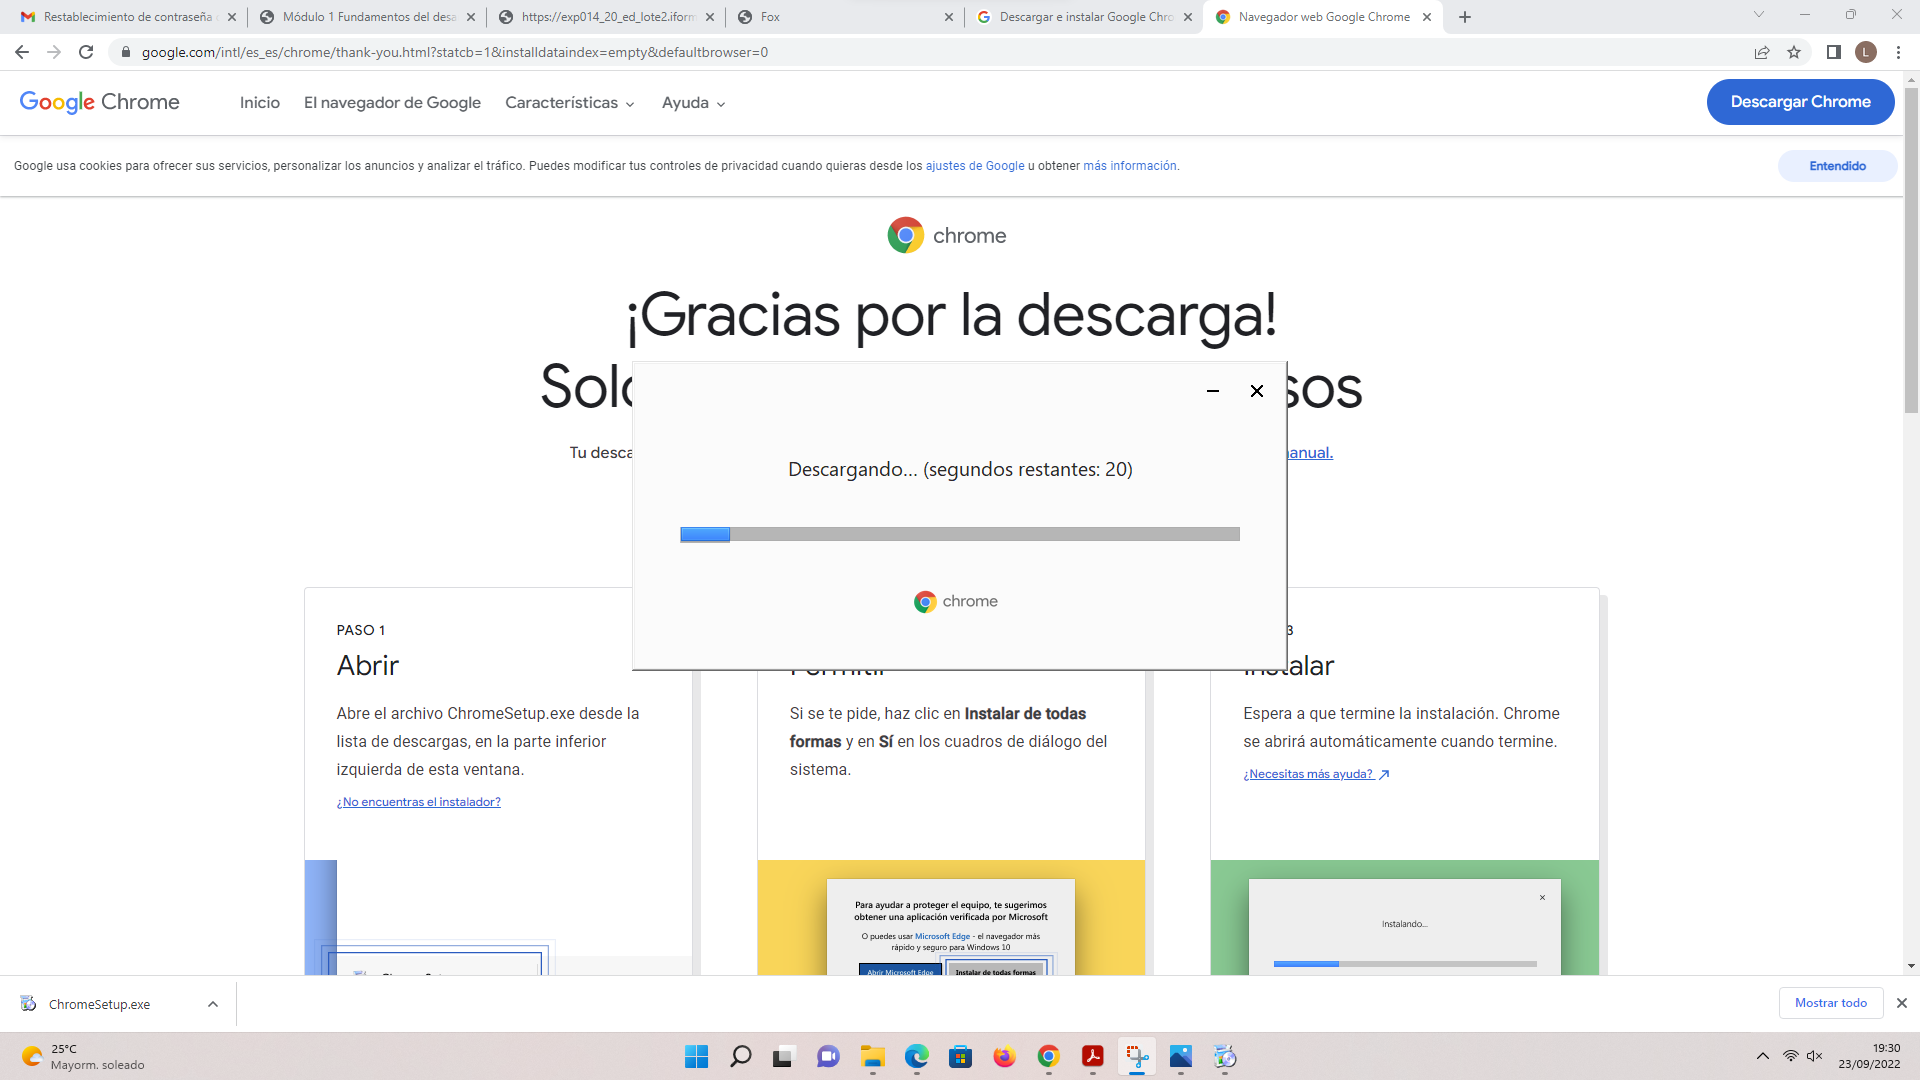 Restablecimiento de contraseña
Módulo 1 Fundamentos del desa
https://exp014_20_ed_lote2.iform
Fox
Descargar e instalar Google Chro
Navegador web Google Chrome
google.com/intl/es_es/chrome/thank-you.html?statcb=1&installdataindex=empty&defaultbrowser=0
L
Google Chrome
Inicio
El navegador de Google
Características
Ayuda
Descargar Chrome
Google usa cookies para ofrecer sus servicios, personalizar los anuncios y analizar el tráfico. Puedes modificar tus controles de privacidad cuando quieras desde los ajustes de Google u obtener más información.
Entendido
chrome
¡Gracias por la descarga!
Solo
sos
Tu desca
anual.
Descargando... (segundos restantes: 20)
chrome
PASO 1
Abrir
Abre el archivo ChromeSetup.exe desde la
lista de descargas, en la parte inferior
izquierda de esta ventana.
¿No encuentras el instalador?
Permitir
Si se te pide, haz clic en Instalar de todas
formas y en Sí en los cuadros de diálogo del
sistema.
Para ayudar a proteger el equipo, te sugerimos
obtener una aplicación verificada por Microsoft
O puedes usar Microsoft Edge - el navegador más
rápido y seguro para Windows 10
Abrir Microsoft Edge
Instalar de todas formas
3
Instalar
Espera a que termine la instalación. Chrome
se abrirá automáticamente cuando termine.
¿Necesitas más ayuda?
Instalando...
ChromeSetup.exe
Mostrar todo
25°C
Mayorm. soleado
19:30
23/09/2022